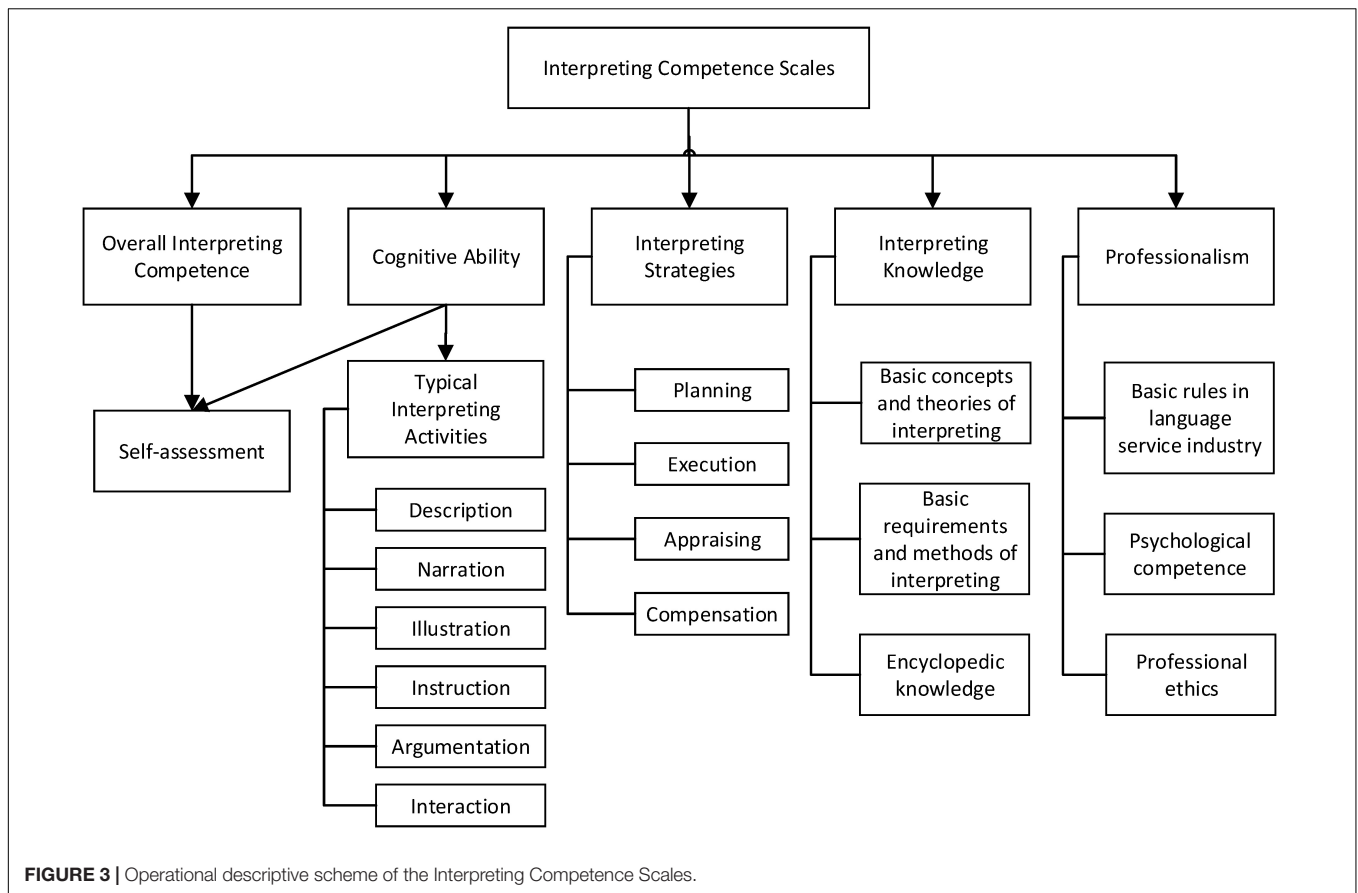 Interpreting Competence Scales
Overall Interpreting
Competence
Cognitive Ability
Interpreting
Strategies
Interpreting
Knowledge
Professionalism
Self-assessment
Typical
Interpreting
Activities
Description
Narration
Illustration
Instruction
Argumentation
Interaction
Planning
Execution
Appraising
Compensation
Basic concepts
and theories of
interpreting
Basic
requirements
and methods of
interpreting
Encyclopedic
knowledge
Basic rules in
language
service industry
Psychological
competence
Professional
ethics
FIGURE 3 | Operational descriptive scheme of the Interpreting Competence Scales.